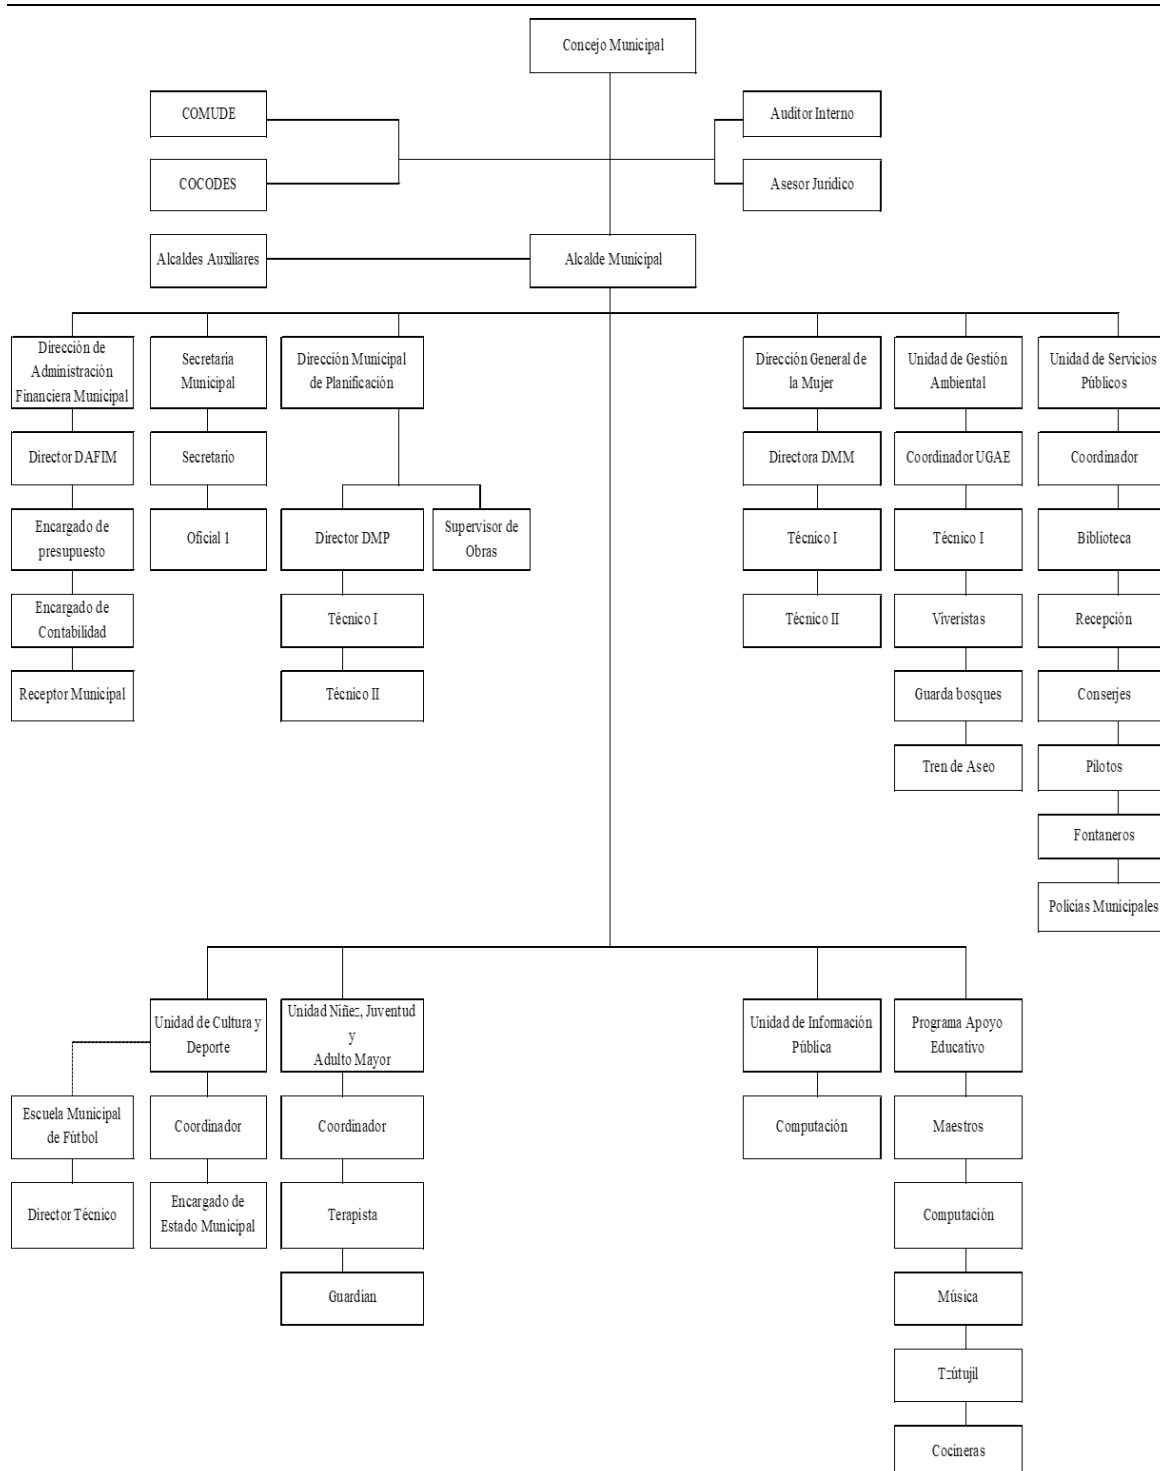 Concejo Municipal
COMUDE
Auditor Interno
COCODES
Asesor Jurídico
Alcaldes Auxiliares
Alcalde Municipal
Dirección de
Administración
Financiera Municipal
Secretaria
Municipal
Dirección Municipal
de Planificación
Dirección General de
la Mujer
Unidad de Gestión
Ambiental
Unidad de Servicios
Públicos
Director DAFIM
Secretario
Directora DMM
Coordinador UGAE
Coordinador
Encargado de
presupuesto
Oficial 1
Director DMP
Supervisor de
Obras
Técnico I
Técnico I
Biblioteca
Encargado de
Contabilidad
Técnico I
Técnico II
Viveristas
Recepción
Receptor Municipal
Técnico II
Guarda bosques
Conserjes
Tren de Aseo
Pilotos
Fontaneros
Policias Municipales
Unidad de Cultura y
Deporte
Unidad Niñez, Juventud
y
Adulto Mayor
Unidad de Información
Pública
Programa Apoyo
Educativo
Escuela Municipal
de Fútbol
Coordinador
Coordinador
Computación
Maestros
Director Técnico
Encargado de
Estado Municipal
Terapista
Computación
Guardian
Música
Tzútujil
Cocineras